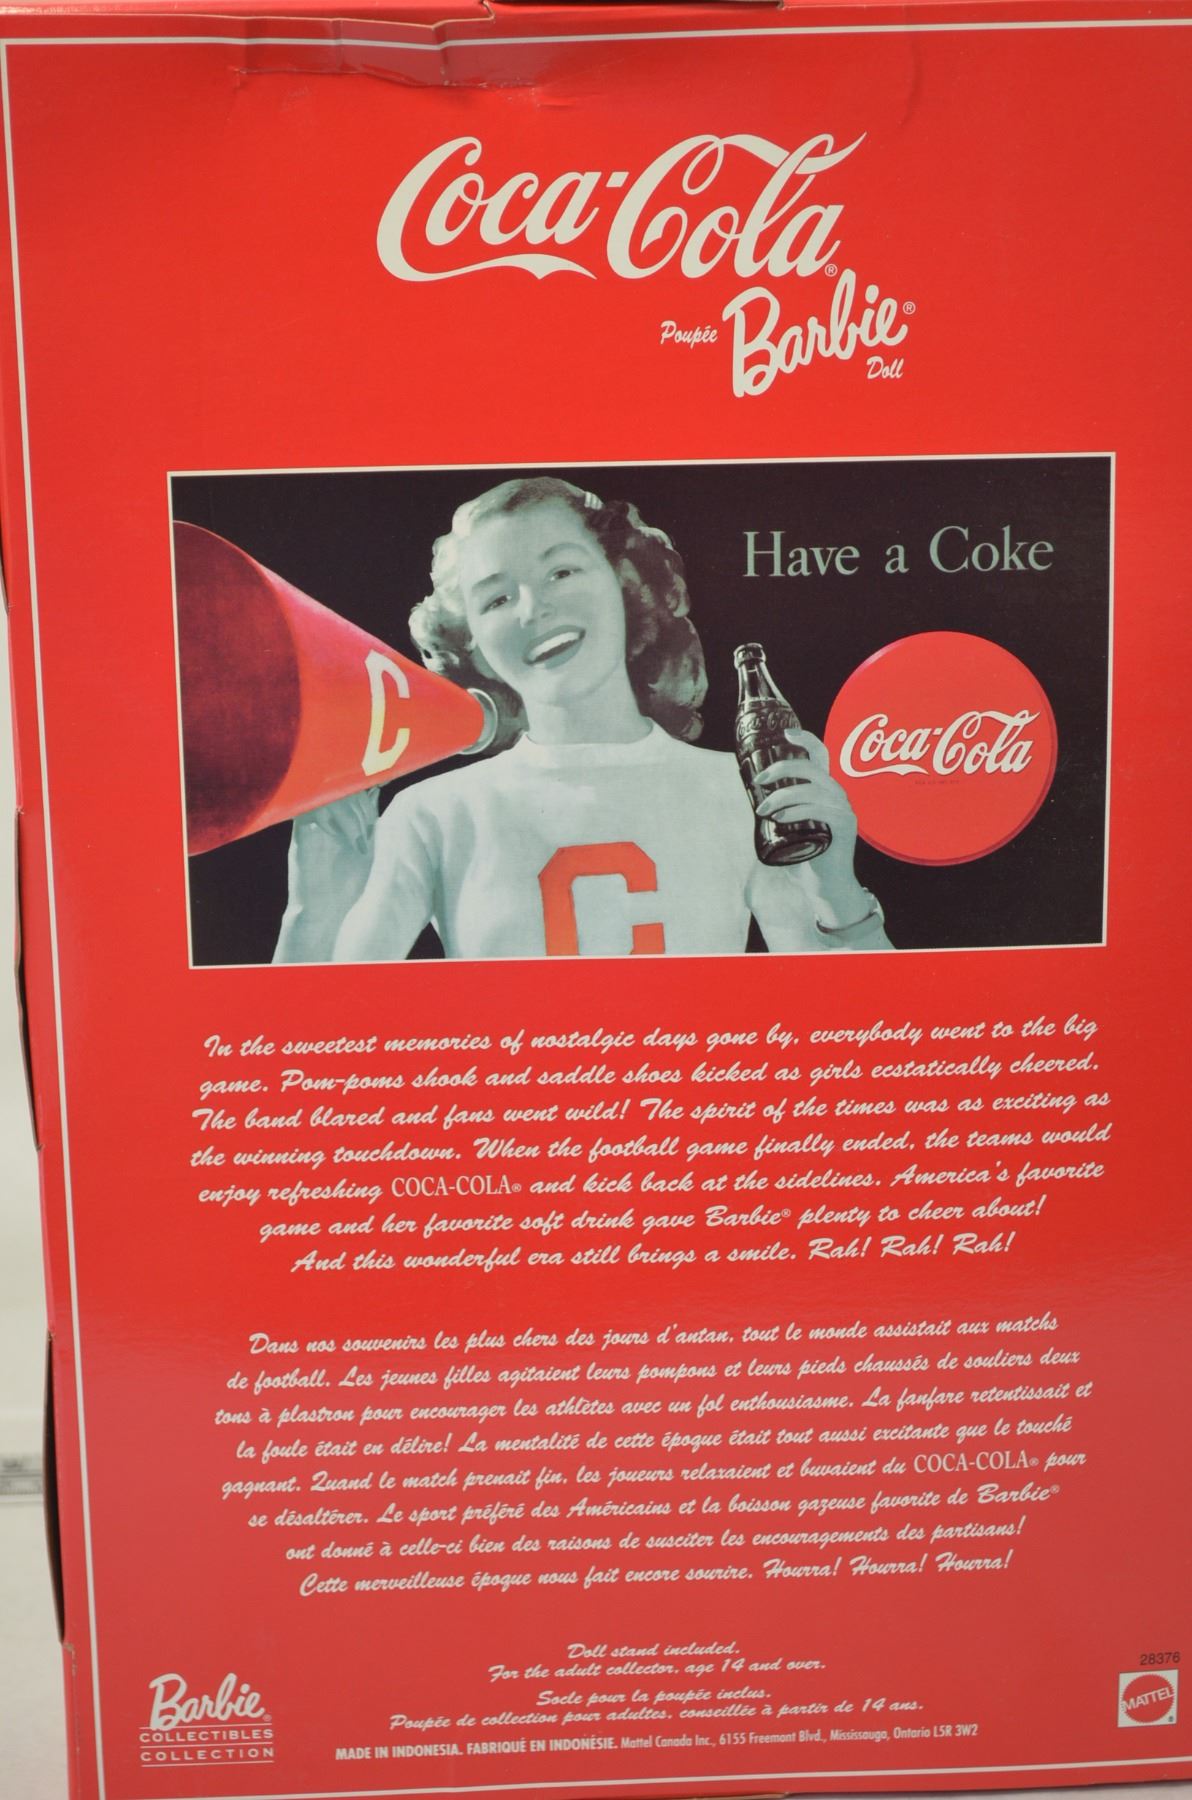 Coca-Cola®
Poupée Barbie® Doll
Have a Coke
C
Coca-Cola
Coca-Cola
C
In the sweetest memories of nostalgic days gone by, everybody went to the big
game. Pom-poms shook and saddle shoes kicked as girls ecstatically cheered.
The band blared and fans went wild! The spirit of the times was as exciting as
the winning touchdown. When the football game finally ended, the teams would
enjoy refreshing COCA-COLA® and kick back at the sidelines. America's favorite
game and her favorite soft drink gave Barbie® plenty to cheer about!
And this wonderful era still brings a smile. Rah! Rah! Rah!
Dans nos souvenirs les plus chers des jours d'antan, tout le monde assistait aux matchs
de football. Les jeunes filles agitaient leurs pompons et leurs pieds chaussés de souliers deux
tons à plastron pour encourager les athlètes avec un fol enthousiasme. La fanfare retentissait et
la foule était en délire! La mentalité de cette époque était tout aussi excitante que le touché
gagnant. Quand le match prenait fin, les joueurs relaxaient et buvaient du COCA-COLA® pour
se désaltérer. Le sport préféré des Américains et la boisson gazeuse favorite de Barbie®
ont donné à celle-ci bien des raisons de susciter les encouragements des partisans!
Cette merveilleuse époque nous fait encore sourire. Hourra! Hourra! Hourra!
Doll stand included.
For the adult collector, age 14 and over.
Socle pour la poupée inclus.
Poupée de collection pour adultes, conseillée à partir de 14 ans.
MADE IN INDONESIA. FABRIQUÉ EN INDONÉSIE. Mattel Canada Inc., 6155 Freemont Blvd., Mississauga, Ontario L5R 3W2
Barbie®
COLLECTIBLES
COLLECTION
28376
MATTEL®